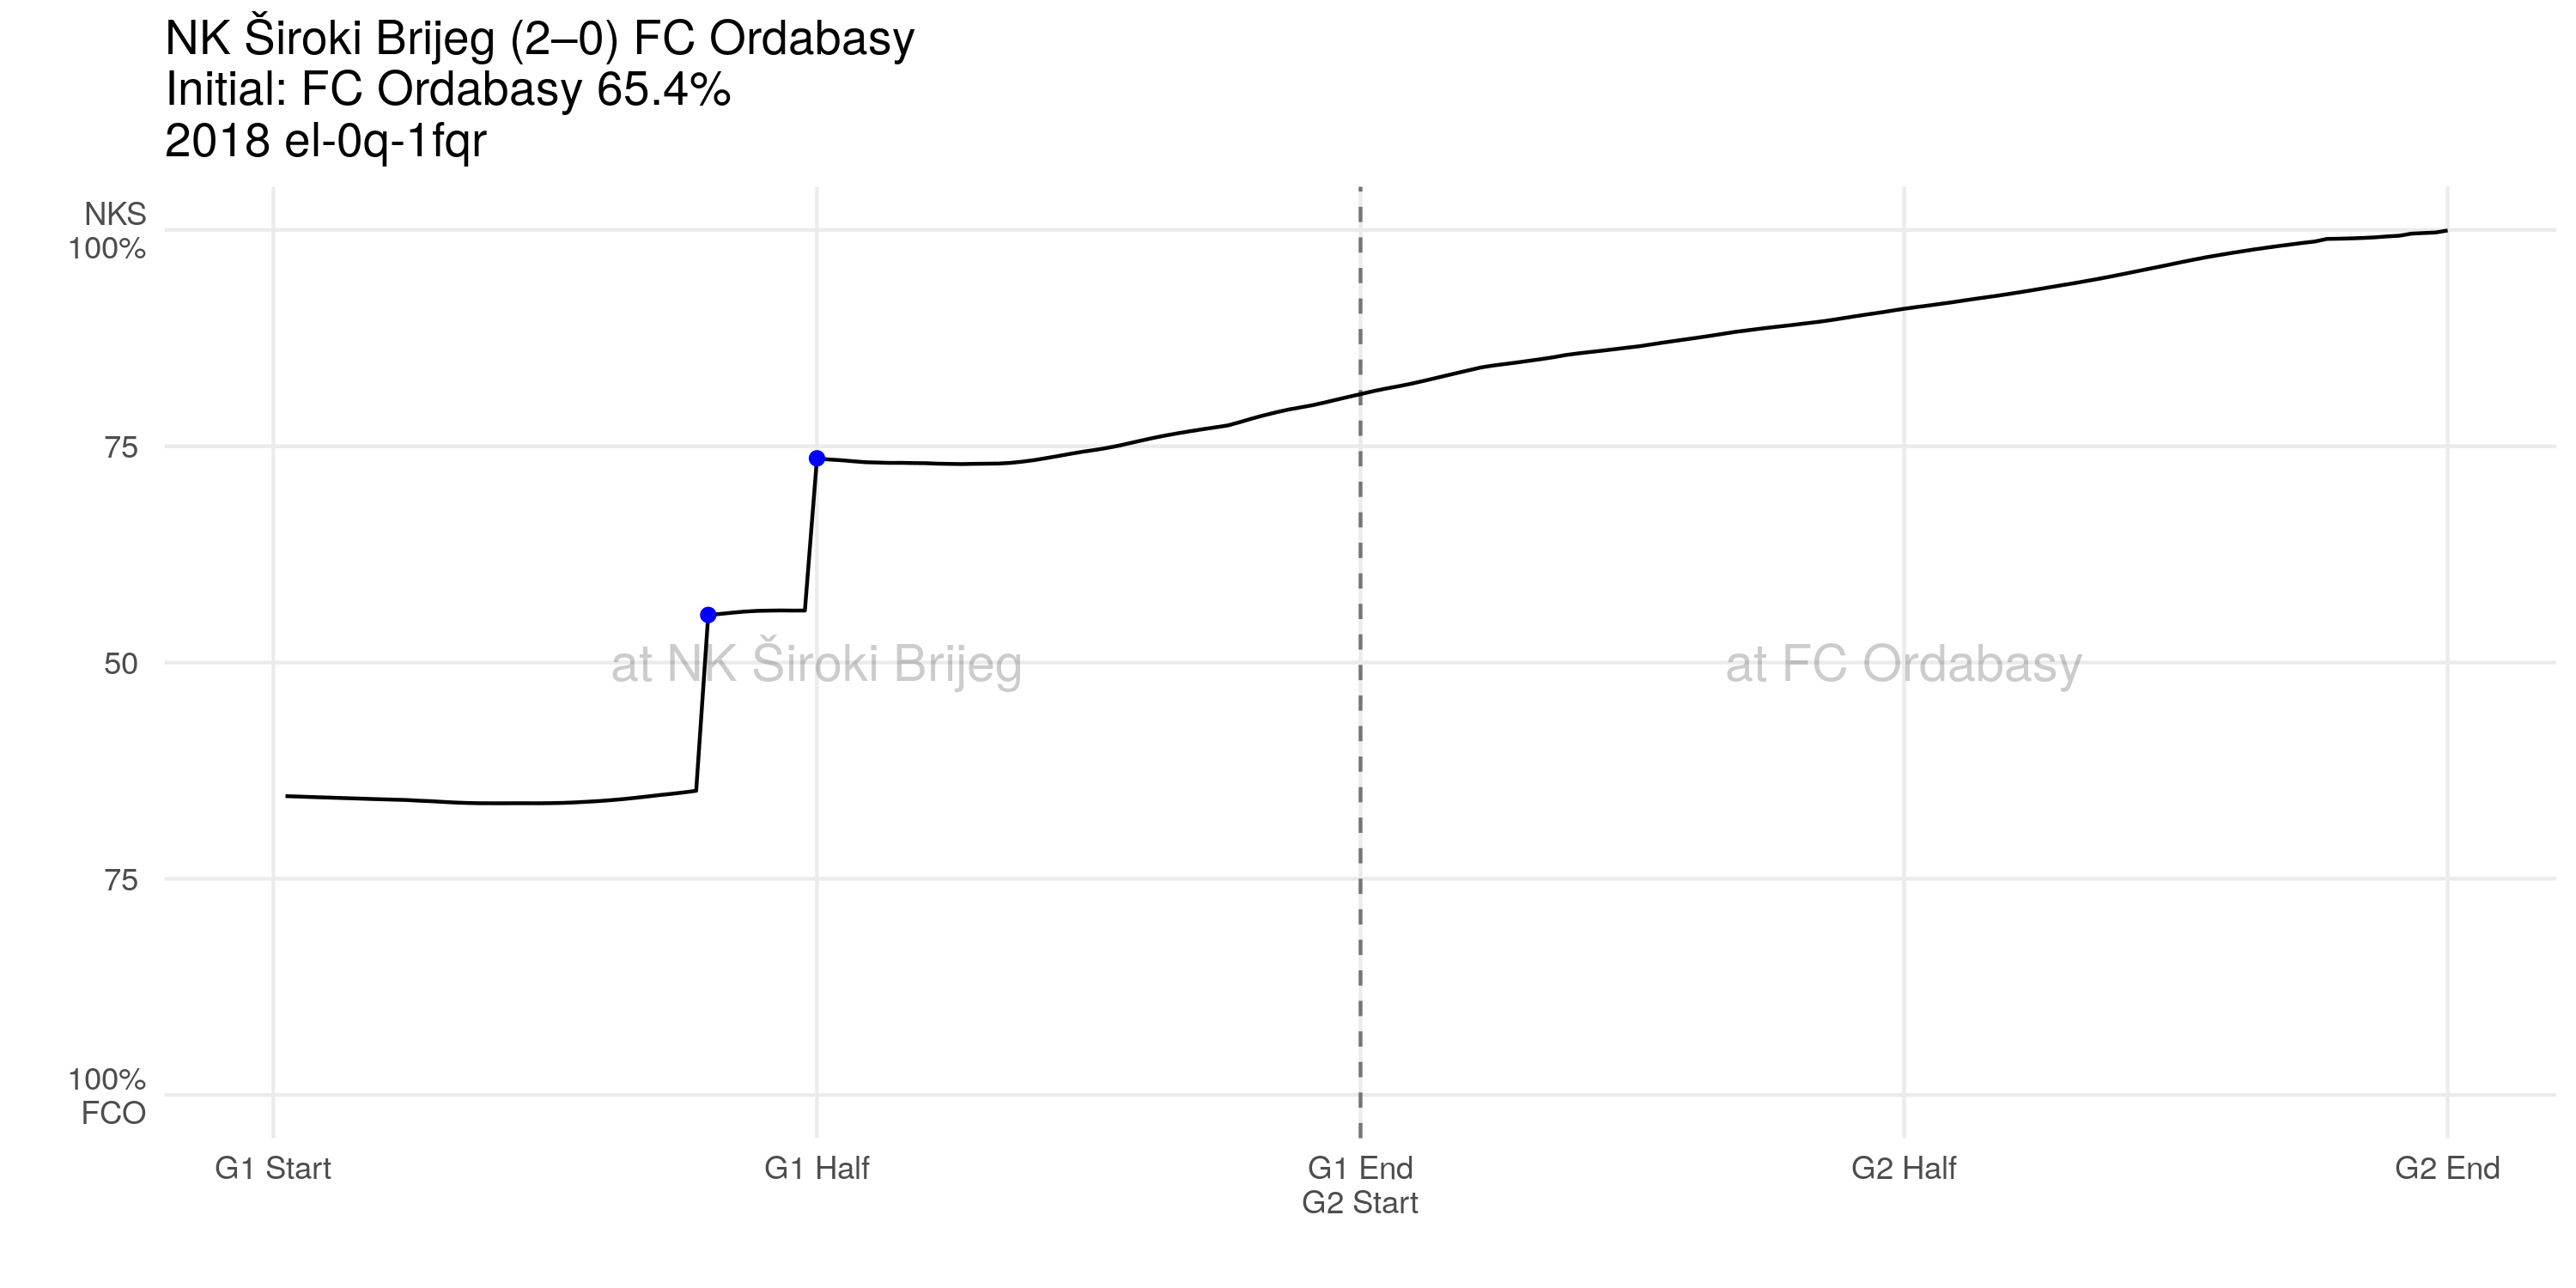 NK Široki Brijeg (2–0) FC Ordabasy
Initial: FC Ordabasy 65.4%
2018 el-0q-1fqr
NKS
100%
75
50
75
100%
FCO
at NK Široki Brijeg
at FC Ordabasy
G1 Start
G1 Half
G1 End
G2 Start
G2 Half
G2 End